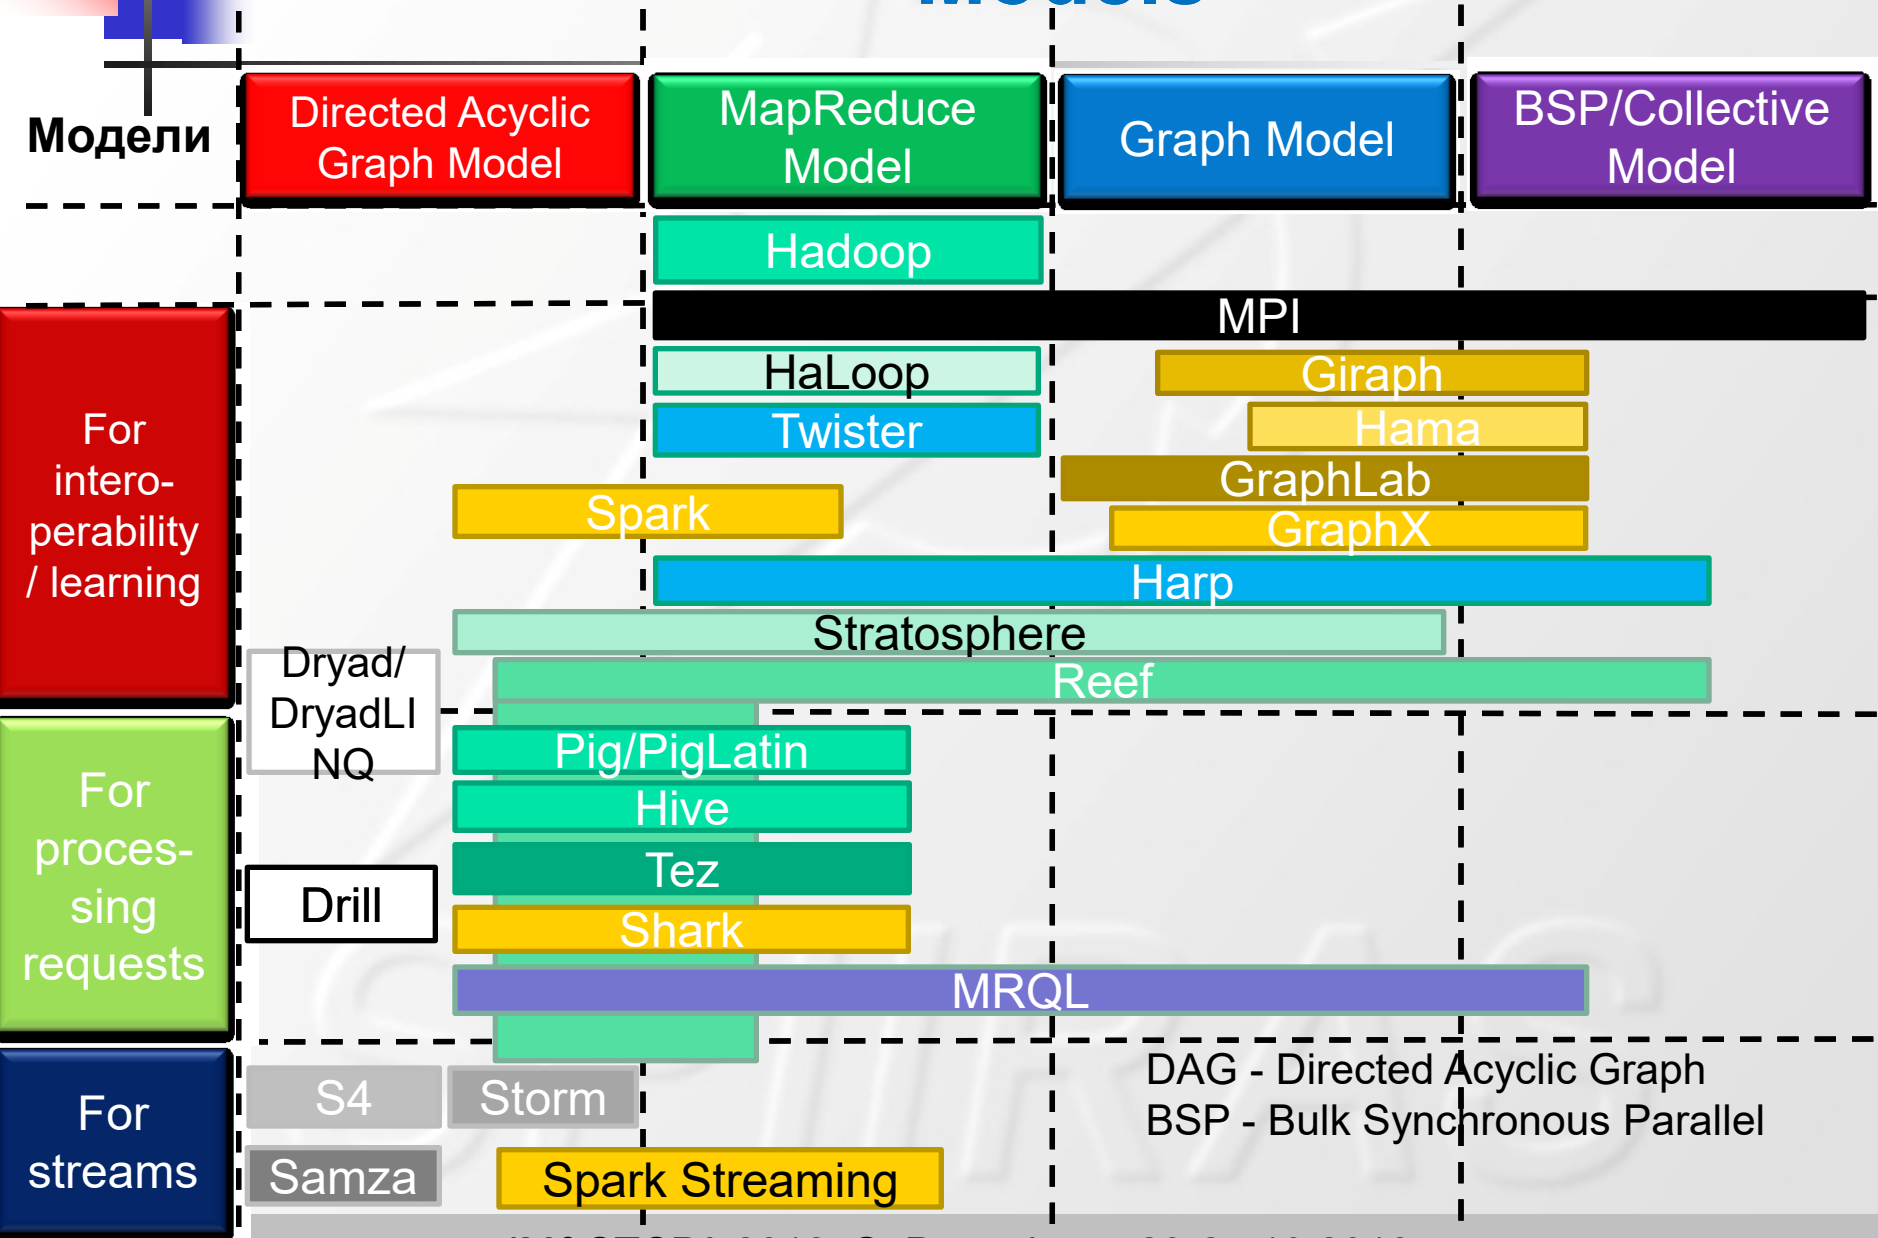 Models
Модели
Directed Acyclic
Graph Model
MapReduce
Model
Graph Model
BSP/Collective
Model
Hadoop
MPI
For
intero-
perability
/ learning
HaLoop
Giraph
Twister
Hama
GraphLab
Spark
GraphX
Harp
Stratosphere
Reef
Dryad/
DryadLI
NQ
For
proces-
sing
requests
Pig/PigLatin
Hive
Tez
Drill
Shark
MRQL
For
streams
S4
Storm
Samza
Spark Streaming
DAG - Directed Acyclic Graph
BSP - Bulk Synchronous Parallel
SPIIRAS